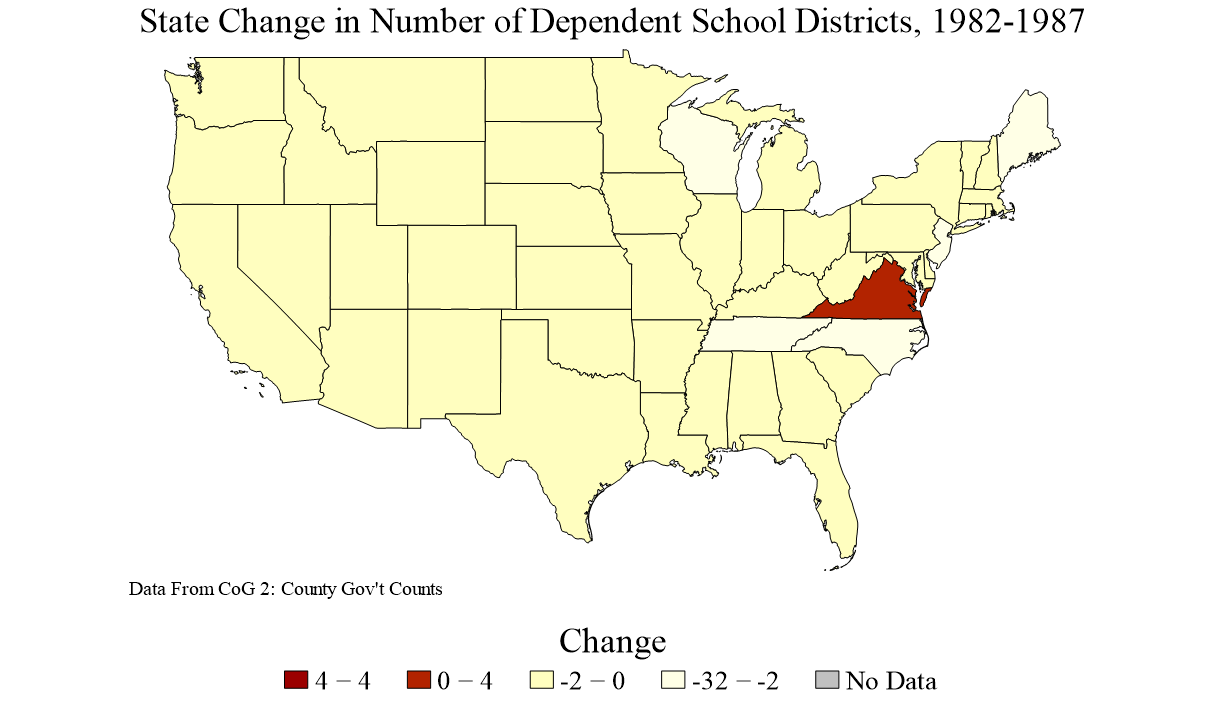 State Change in Number of Dependent School Districts, 1982-1987
Data From CoG 2: County Gov't Counts
Change
4 – 4 0 – 4 -2 – 0 -32 – -2 No Data